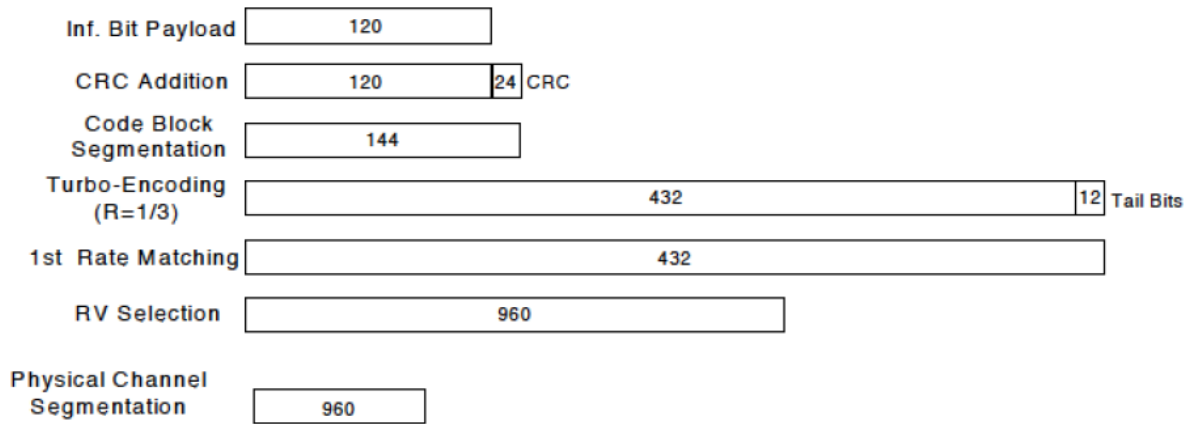 Inf. Bit Payload 120
CRC Addition 120 24 CRC
Code Block
Segmentation 144
Turbo-Encoding
(R=1/3) 432 12 Tail Bits
1st Rate Matching 432
RV Selection 960
Physical Channel
Segmentation 960